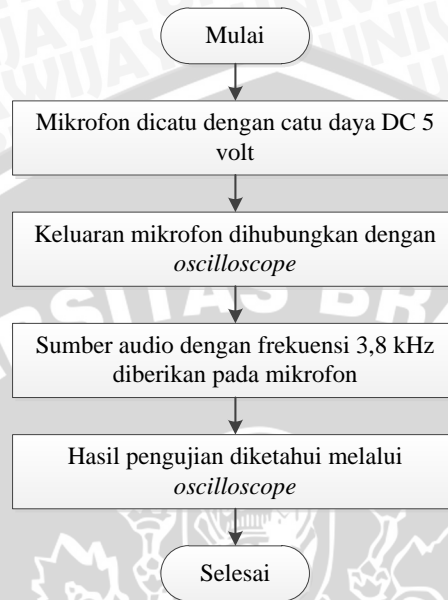 Mulai
Mikrofon dicatu dengan catu daya DC 5
volt
Keluaran mikrofon dihubungkan dengan
oscilloscope
Sumber audio dengan frekuensi 3,8 kHz
diberikan pada mikrofon
Hasil pengujian diketahui melalui
oscilloscope
Selesai